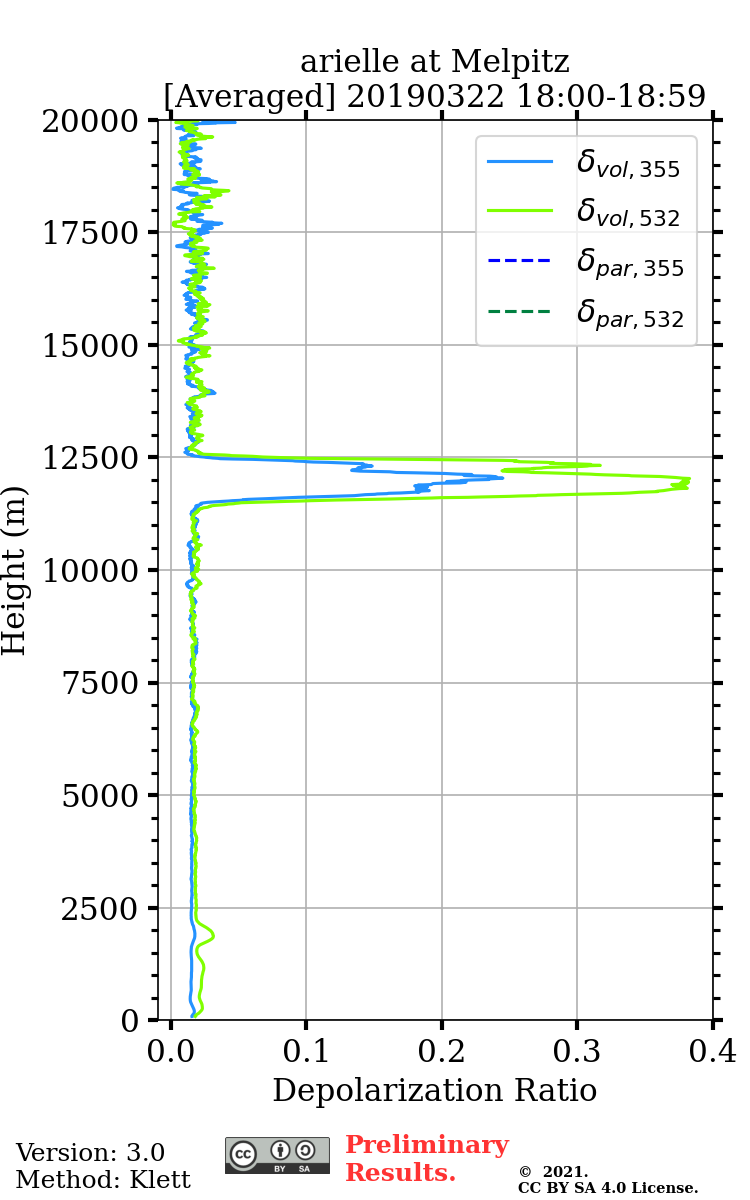 arielle at Melpitz
[Averaged] 20190322 18:00-18:59
20000
17500
15000
12500
10000
7500
5000
2500
0
Height (m)
δvol, 355
δvol, 532
δpar, 355
δpar, 532
0.0 0.1 0.2 0.3 0.4
Depolarization Ratio
Version: 3.0
Method: Klett
cc BY SA
Preliminary
Results.
© 2021.
CC BY SA 4.0 License.